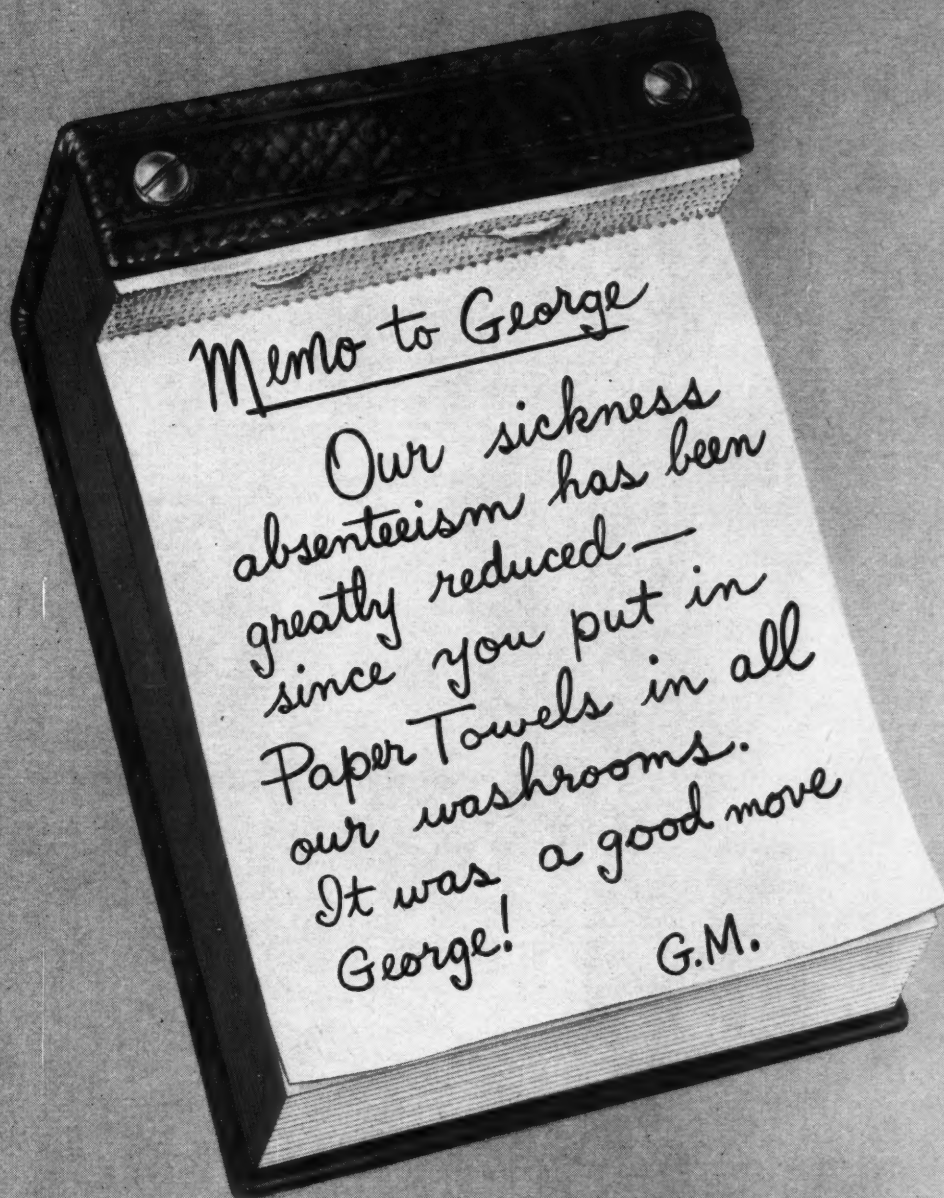 Memo to George
Our sickness
absenteeism has been
greatly reduced—
since you put in
Paper Towels in all
our washrooms.
It was a good move
George!
G.M.